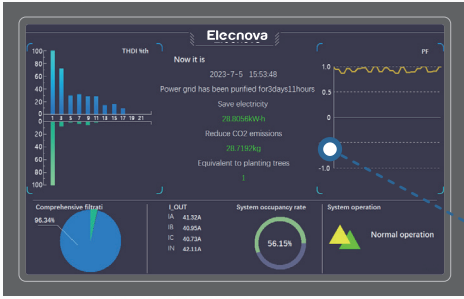 Elecnova
THDI %th
Now it is
PF
100
80
60
40
20
0
1 3 5 7 9 11 13 15 17 19 21
0
20
40
60
80
100
2023-7-5 15:53:48
Power grid has been purified for3days11hours
Save electricity
28.8056kW·h
Reduce CO2 emissions
28.7192kg
Equivalent to planting trees
1
1.0
0.5
0
-1.0
Comprehensive filtrati
96.34%
I_OUT
IA 41.32A
IB 40.95A
IC 40.73A
IN 42.11A
System occupancy rate
56.15%
System operation
Normal operation